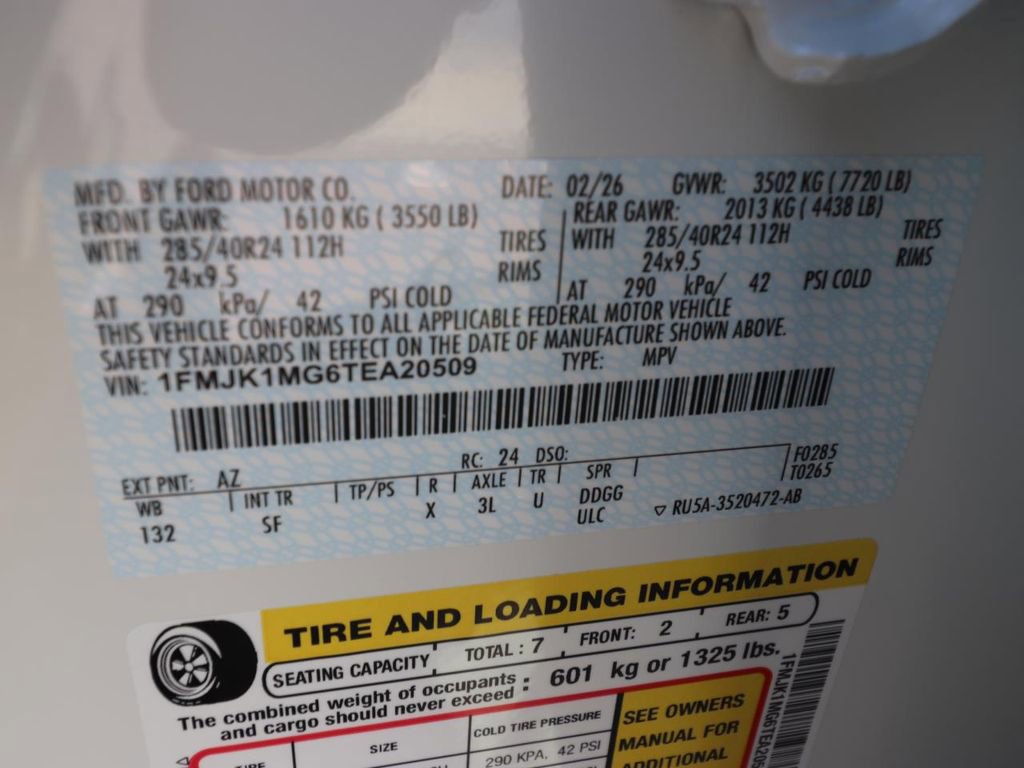 MFD. BY FORD MOTOR CO. DATE: 02/26 GVWR: 3502 KG ( 7720 LB)
FRONT GAWR: 1610 KG ( 3550 LB) REAR GAWR: 2013 KG ( 4438 LB)
WITH 285/40R24 112H TIRES WITH 285/40R24 112H TIRES
24x9.5 RIMS 24x9.5 RIMS
AT 290 kPa/ 42 PSI COLD AT 290 kPa/ 42 PSI COLD
THIS VEHICLE CONFORMS TO ALL APPLICABLE FEDERAL MOTOR VEHICLE
SAFETY STANDARDS IN EFFECT ON THE DATE OF MANUFACTURE SHOWN ABOVE.
VIN: 1FMJK1MG6TEA20509 TYPE: MPV
EXT PNT: AZ RC: 24 DSO: F0285
WB INT TR TP/PS R AXLE TR SPR T0265
132 SF X 3L U DDGG
ULC ▽ RU5A-3520472-AB
TIRE AND LOADING INFORMATION
SEATING CAPACITY TOTAL : 7 FRONT: 2 REAR: 5
The combined weight of occupants : 601 kg or 1325 lbs.
and cargo should never exceed
SIZE COLD TIRE PRESSURE SEE OWNERS
290 KPA, 42 PSI MANUAL FOR
ADDITIONAL
1FMJK1MG6TEA205